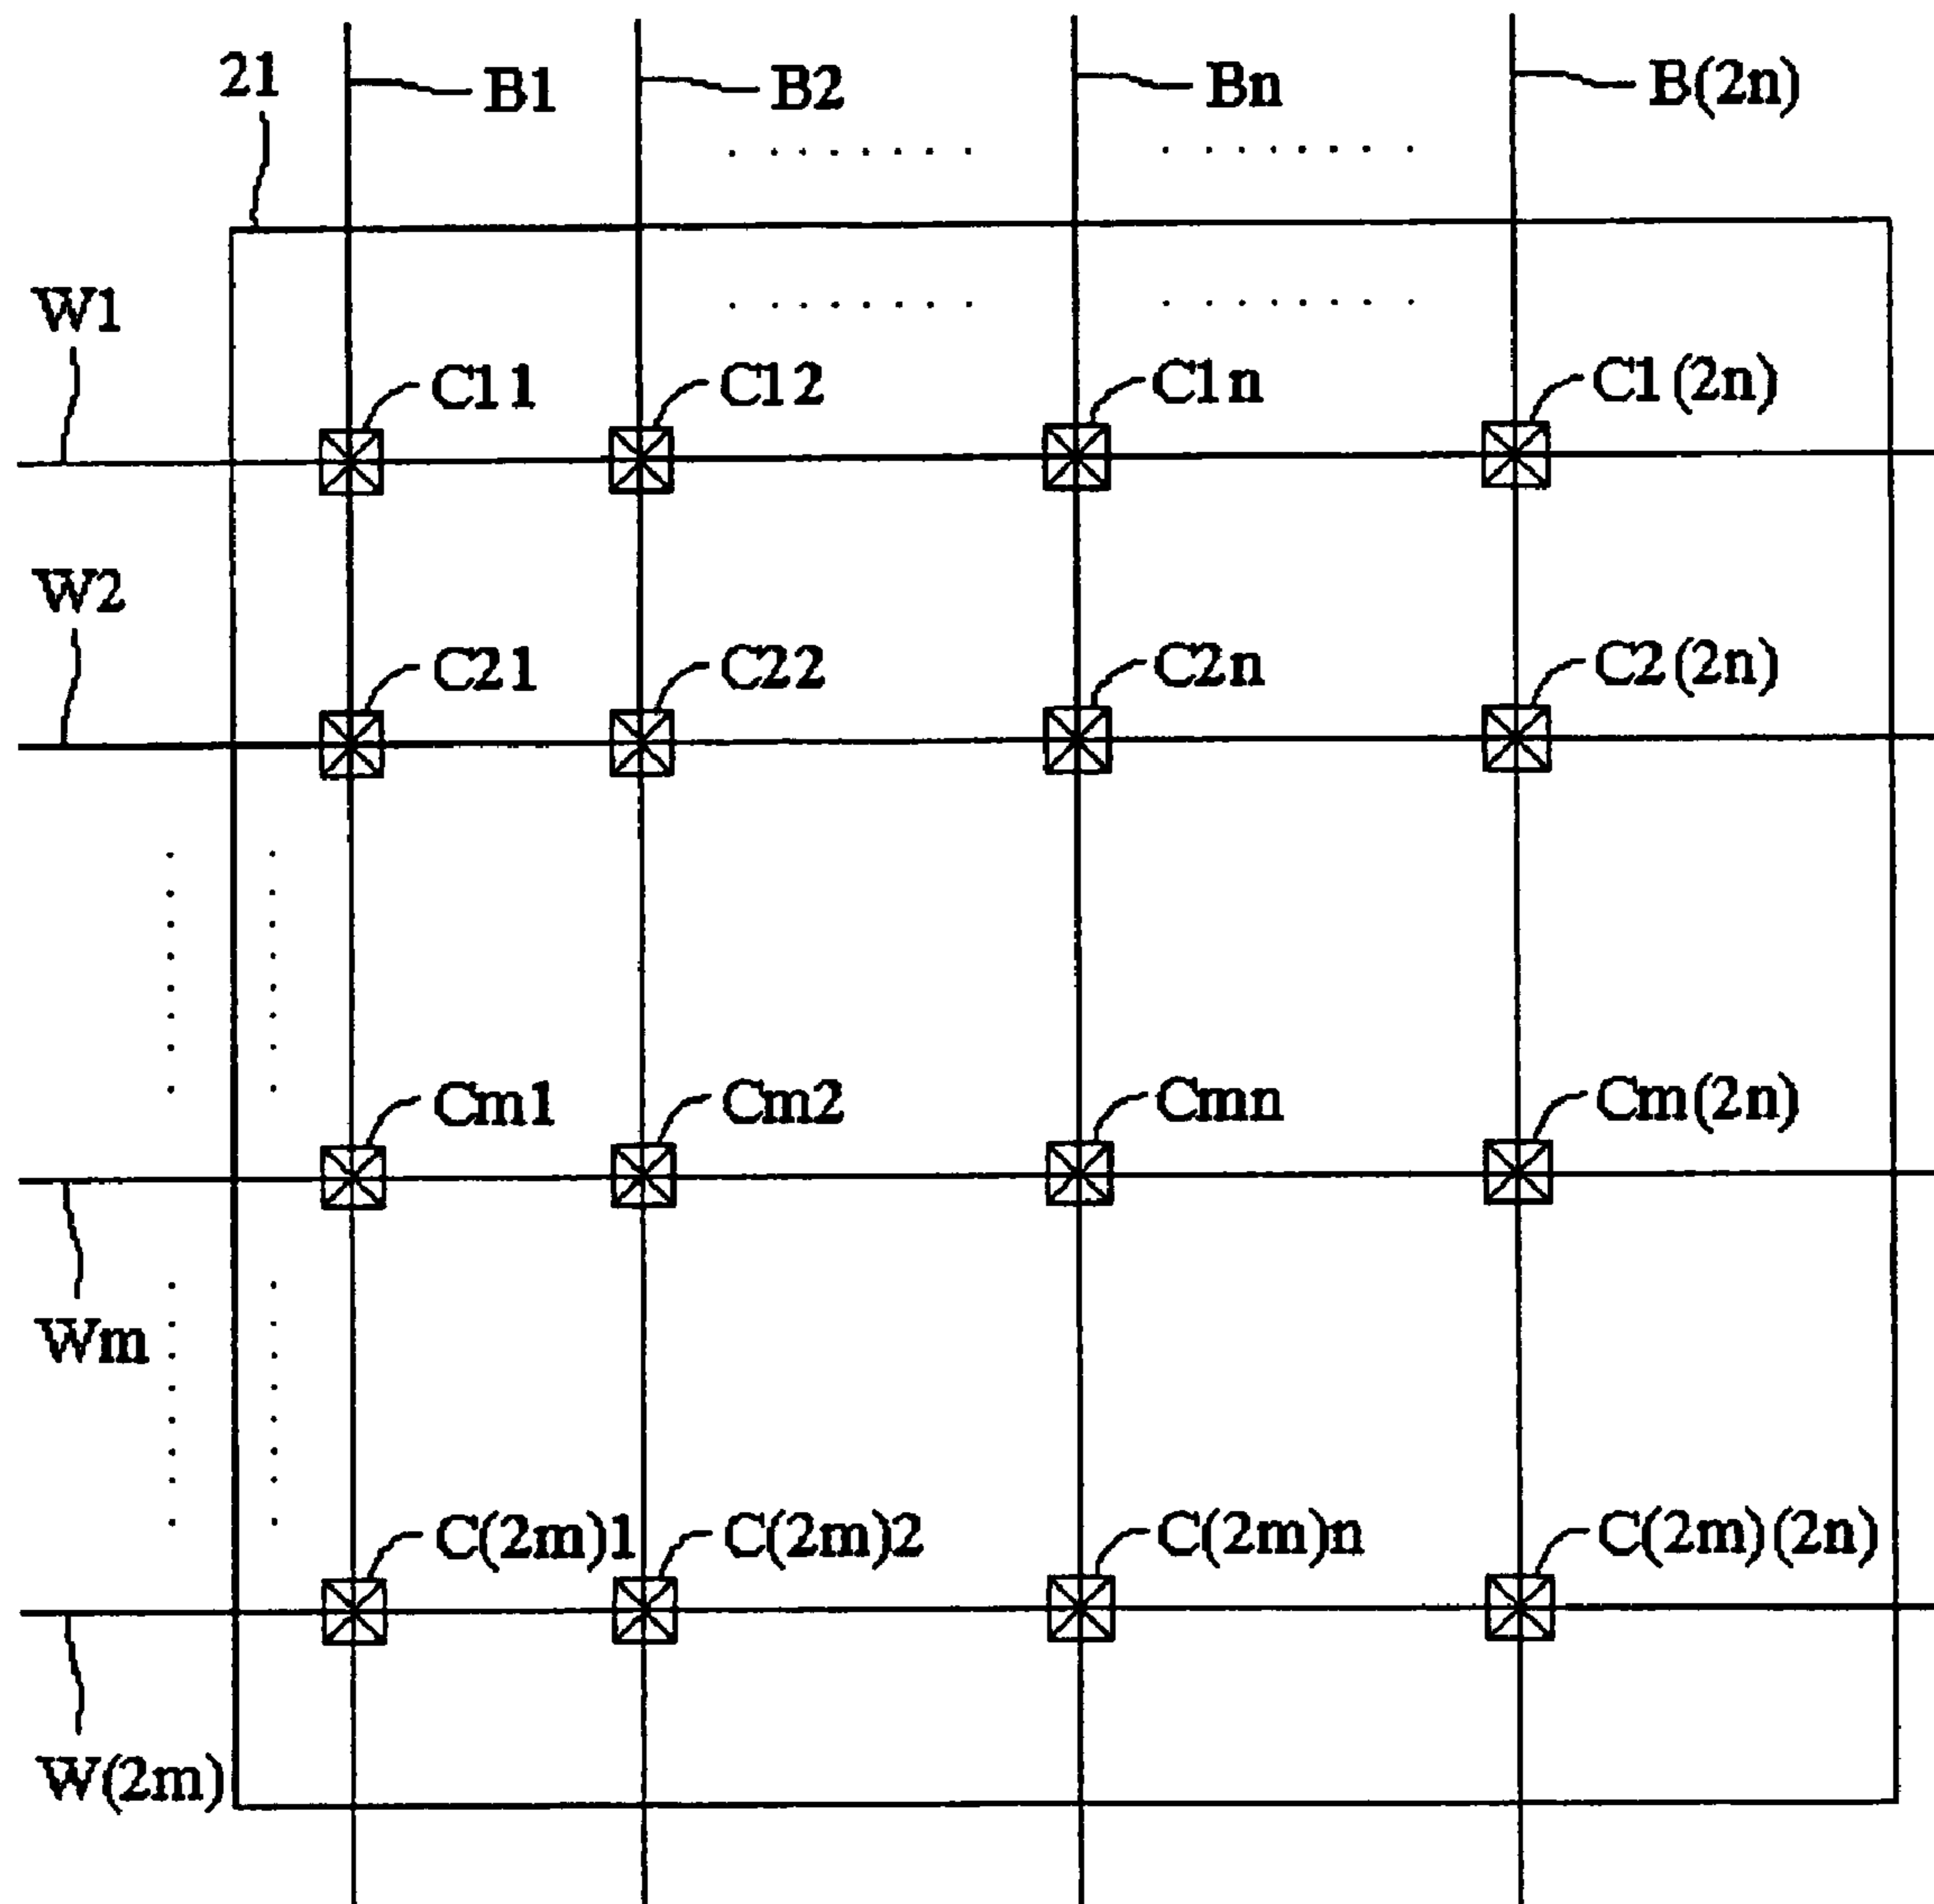 21
B1
B2
Bn
B(2n)
W1
C11
C12
C1n
C1(2n)
W2
C21
C22
C2n
C2(2n)
Cm1
Cm2
Cmn
Cm(2n)
Wm
C(2m)1
C(2m)2
C(2m)n
C(2m)(2n)
W(2m)